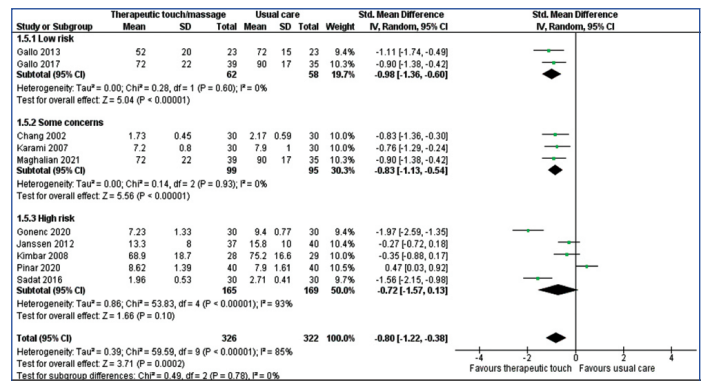 Therapeutic touch/massage Usual care Std. Mean Difference Std. Mean Difference
Study or Subgroup Mean SD Total Mean SD Total Weight IV, Random, 95% CI IV, Random, 95% CI
1.5.1 Low risk
Gallo 2013 52 20 23 72 15 23 9.4% -1.11 [-1.74, -0.49]
Gallo 2017 72 22 39 90 17 35 10.3% -0.90 [-1.38, -0.42]
Subtotal (95% CI) 62 58 19.7% -0.98 [-1.36, -0.60]
Heterogeneity: Tau² = 0.00; Chi² = 0.28, df = 1 (P = 0.60); I² = 0%
Test for overall effect: Z = 5.04 (P < 0.00001)
1.5.2 Some concerns
Chang 2002 1.73 0.45 30 2.17 0.59 30 10.0% -0.83 [-1.36, -0.30]
Karami 2007 7.2 0.8 30 7.9 1 30 10.0% -0.76 [-1.29, -0.24]
Maghalian 2021 72 22 39 90 17 35 10.3% -0.90 [-1.38, -0.42]
Subtotal (95% CI) 99 95 30.3% -0.83 [-1.13, -0.54]
Heterogeneity: Tau² = 0.00; Chi² = 0.14, df = 2 (P = 0.93); I² = 0%
Test for overall effect: Z = 5.56 (P < 0.00001)
1.5.3 High risk
Gonenc 2020 7.23 1.33 30 9.4 0.77 30 9.4% -1.97 [-2.59, -1.35]
Janssen 2012 13.3 8 37 15.8 10 40 10.4% -0.27 [-0.72, 0.18]
Kimbar 2008 68.9 18.7 28 75.2 16.6 29 10.0% -0.35 [-0.88, 0.17]
Pinar 2020 8.62 1.39 40 7.9 1.61 40 10.4% 0.47 [0.03, 0.92]
Sadat 2016 1.96 0.53 30 2.71 0.41 30 9.7% -1.56 [-2.15, -0.98]
Subtotal (95% CI) 165 169 50.0% -0.72 [-1.57, 0.13]
Heterogeneity: Tau² = 0.86; Chi² = 53.83, df = 4 (P < 0.00001); I² = 93%
Test for overall effect: Z = 1.66 (P = 0.10)
Total (95% CI) 326 322 100.0% -0.80 [-1.22, -0.38]
Heterogeneity: Tau² = 0.39; Chi² = 59.59, df = 9 (P < 0.00001); I² = 85%
Test for overall effect: Z = 3.71 (P = 0.0002)
Test for subgroup differences: Chi² = 0.49, df = 2 (P = 0.78), I² = 0%
-4 -2 0 2 4
Favours therapeutic touch Favours usual care